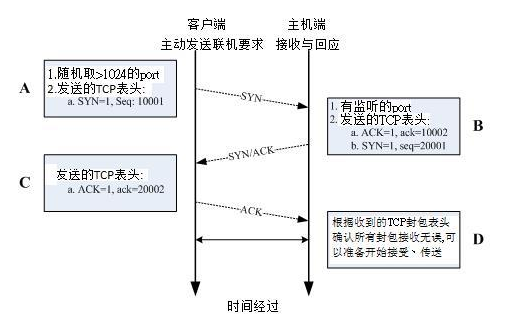 客户端
主动发送联机要求
主机端
接收与回应
A
1.随机取>1024的port
2.发送的TCP表头:
a. SYN=1, Seq: 10001
SYN
1. 有监听的port
2. 发送的TCP表头:
a. ACK=1, ack=10002
b. SYN=1, seq=20001
B
SYN/ACK
C
发送的TCP表头:
a. ACK=1, ack=20002
ACK
根据收到的TCP封包表头
确认所有封包接收无误,可
以准备开始接受、传送
D
时间经过